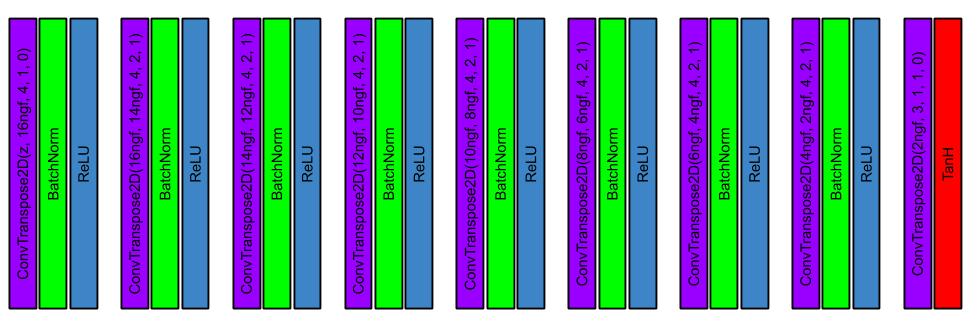 ConvTranspose2D(z, 16ngf, 4, 1, 0)
BatchNorm
ReLU
ConvTranspose2D(16ngf, 14ngf, 4, 2, 1)
BatchNorm
ReLU
ConvTranspose2D(14ngf, 12ngf, 4, 2, 1)
BatchNorm
ReLU
ConvTranspose2D(12ngf, 10ngf, 4, 2, 1)
BatchNorm
ReLU
ConvTranspose2D(10ngf, 8ngf, 4, 2, 1)
BatchNorm
ReLU
ConvTranspose2D(8ngf, 6ngf, 4, 2, 1)
BatchNorm
ReLU
ConvTranspose2D(6ngf, 4ngf, 4, 2, 1)
BatchNorm
ReLU
ConvTranspose2D(4ngf, 2ngf, 4, 2, 1)
BatchNorm
ReLU
ConvTranspose2D(2ngf, 3, 1, 1, 0)
TanH